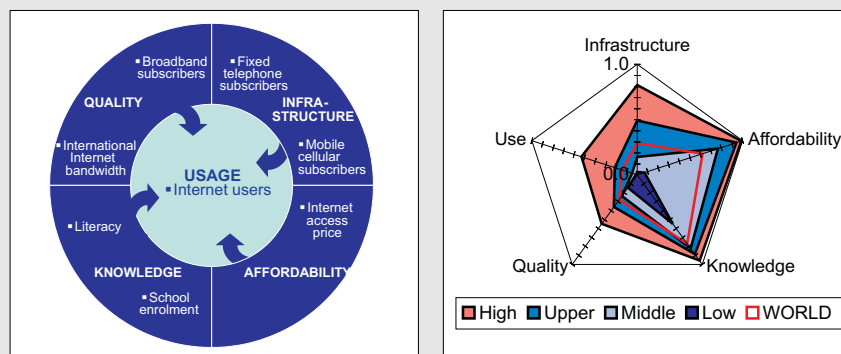 ▪ Broadband
subscribers
▪ Fixed
telephone
subscribers
QUALITY
INFRA-
STRUCTURE
▪ International
Internet
bandwidth
▪ Mobile
cellular
subscribers
USAGE
▪ Internet users
▪ Literacy
▪ Internet
access
price
KNOWLEDGE
AFFORDABILITY
▪ School
enrolment
Infrastructure
1.0
Use
Affordability
0.0
Quality
Knowledge
High Upper Middle Low WORLD